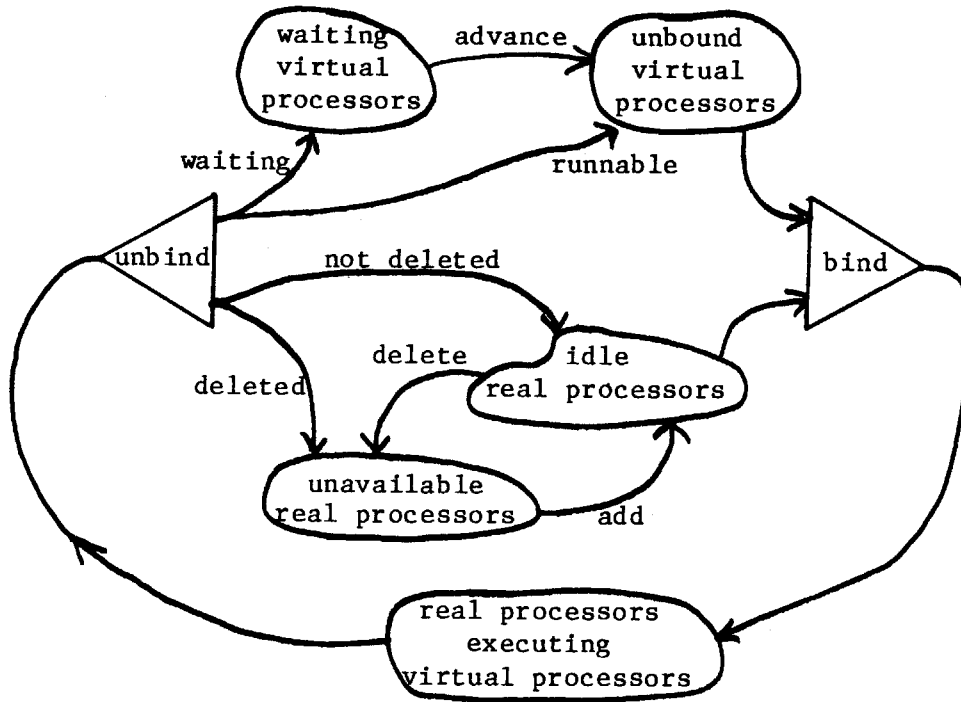 waiting
virtual
processors
advance
unbound
virtual
processors
waiting
runnable
unbind
not deleted
bind
delete
idle
real processors
deleted
unavailable
real processors
add
real processors
executing
virtual processors